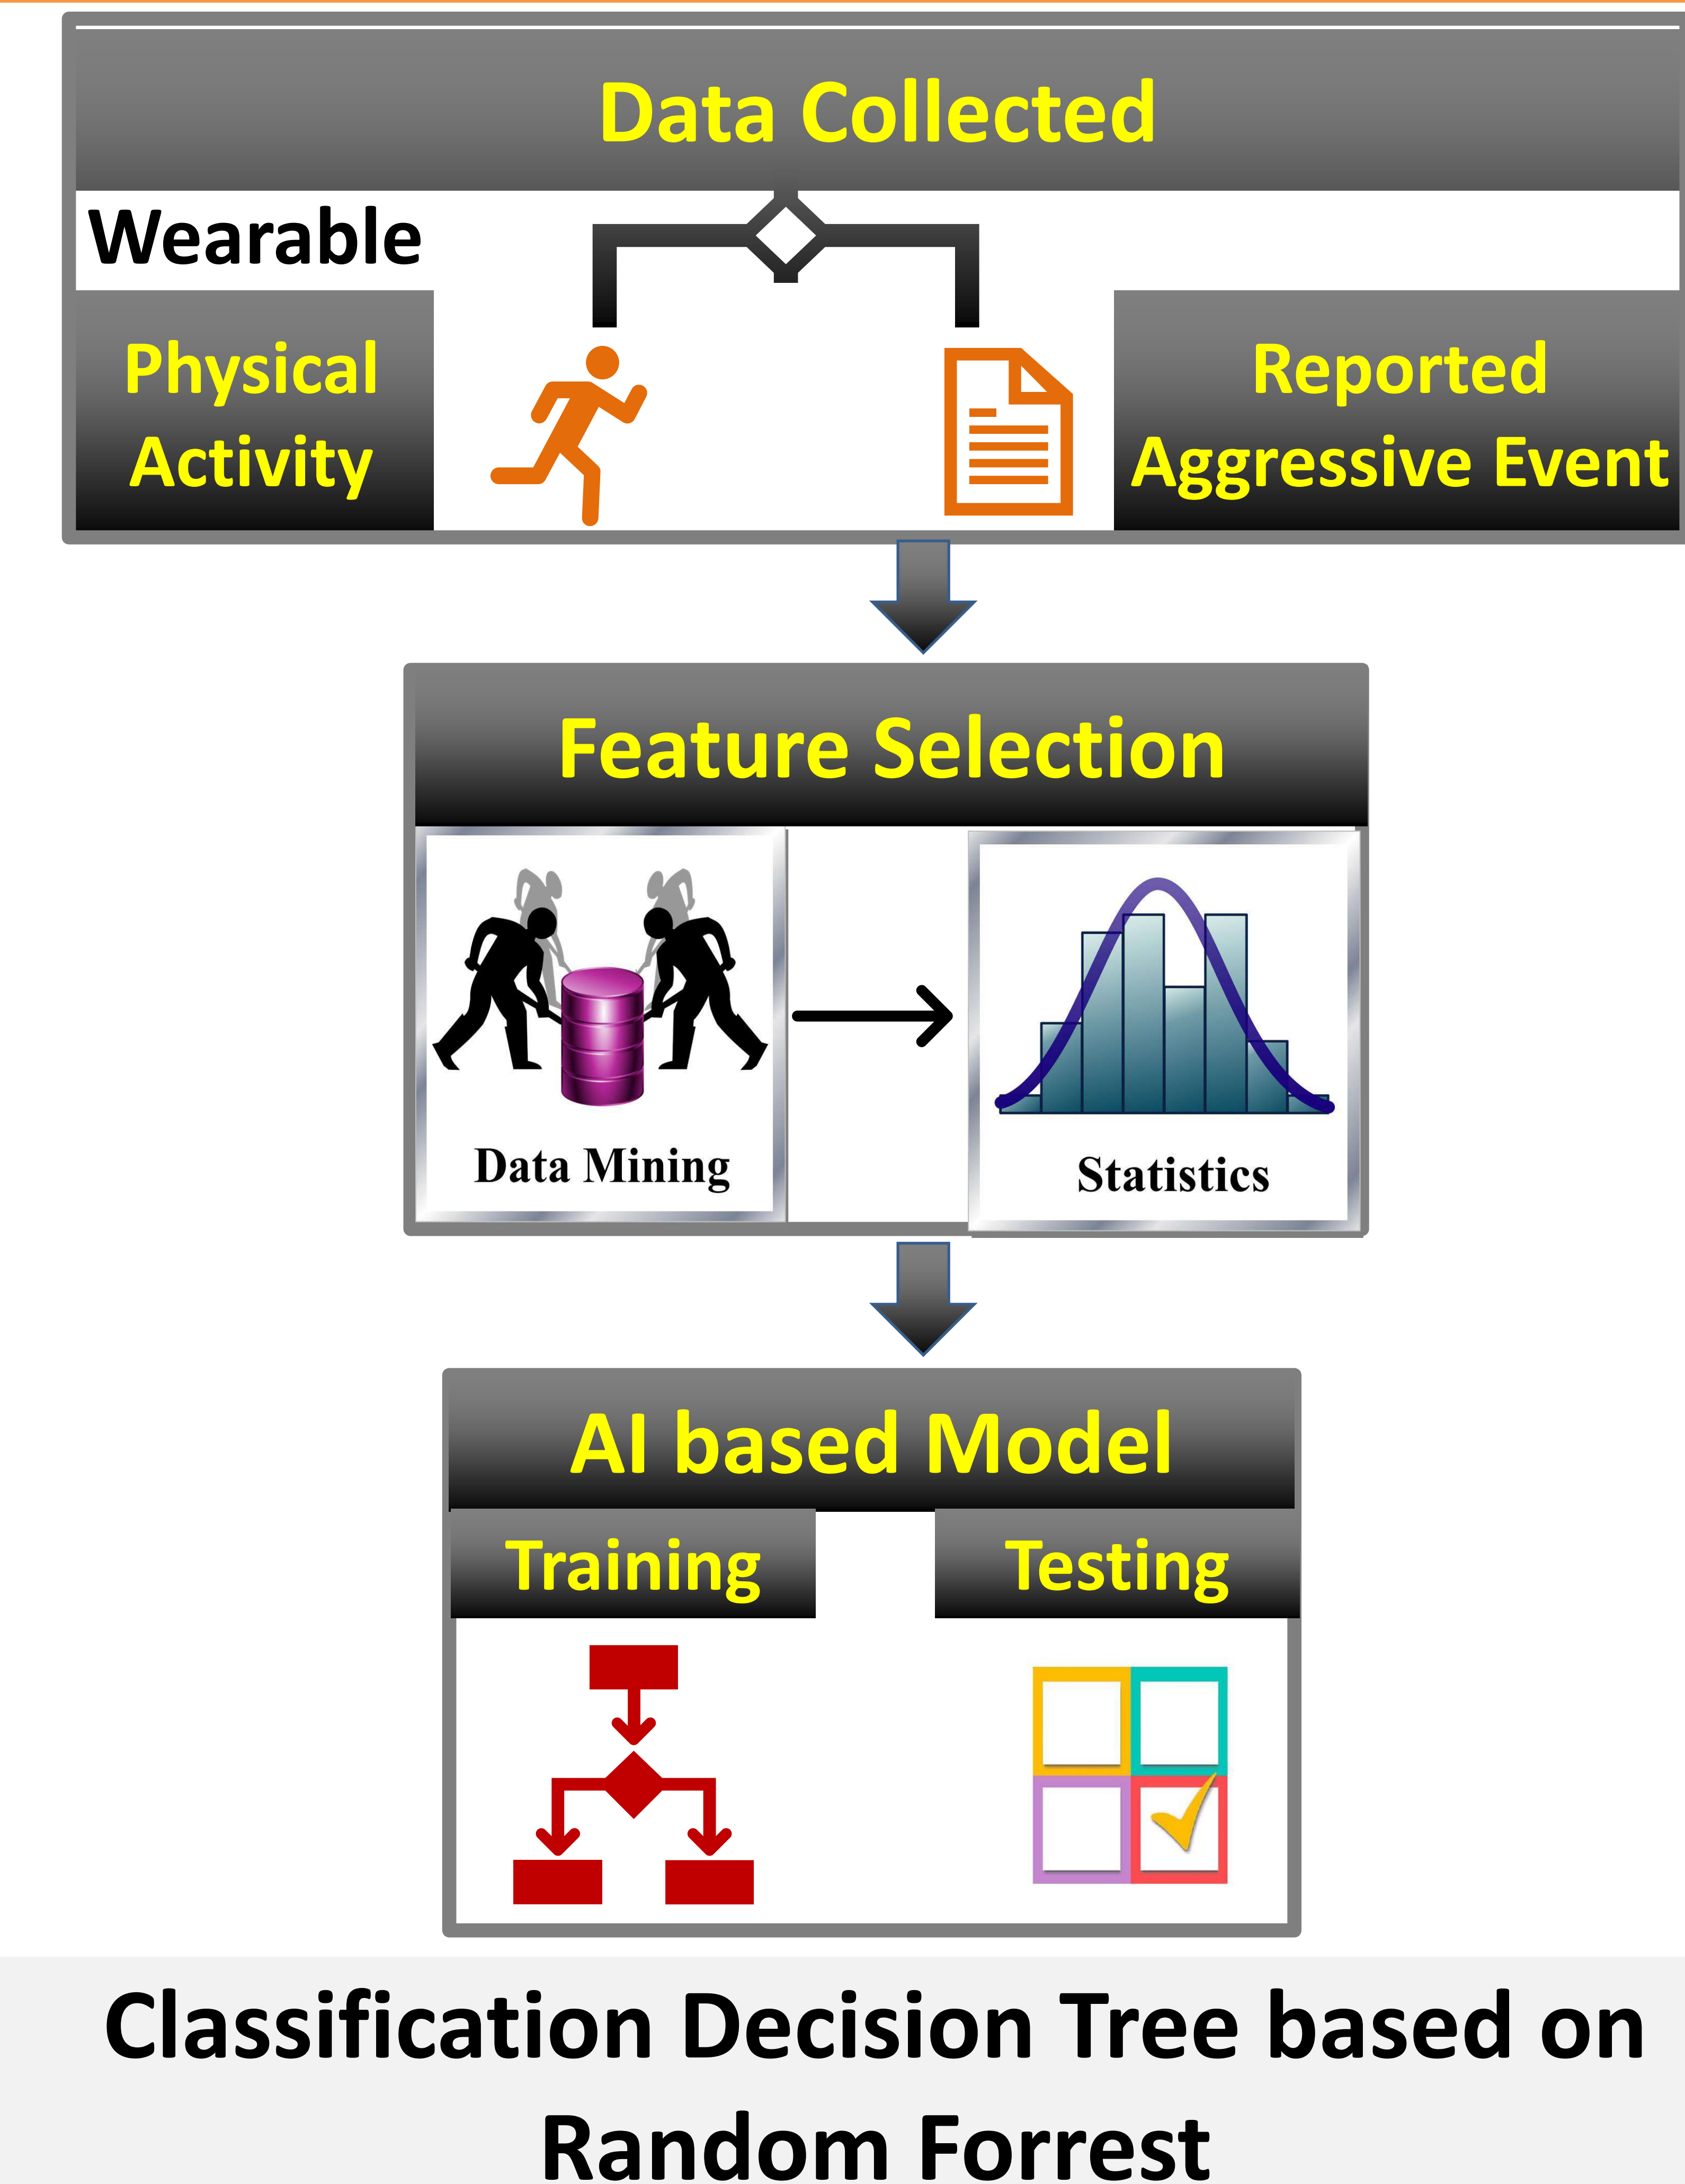 Data Collected
Wearable
Physical
Activity
Reported
Aggressive Event
Feature Selection
Data Mining
Statistics
AI based Model
Training
Testing
Classification Decision Tree based on
Random Forrest